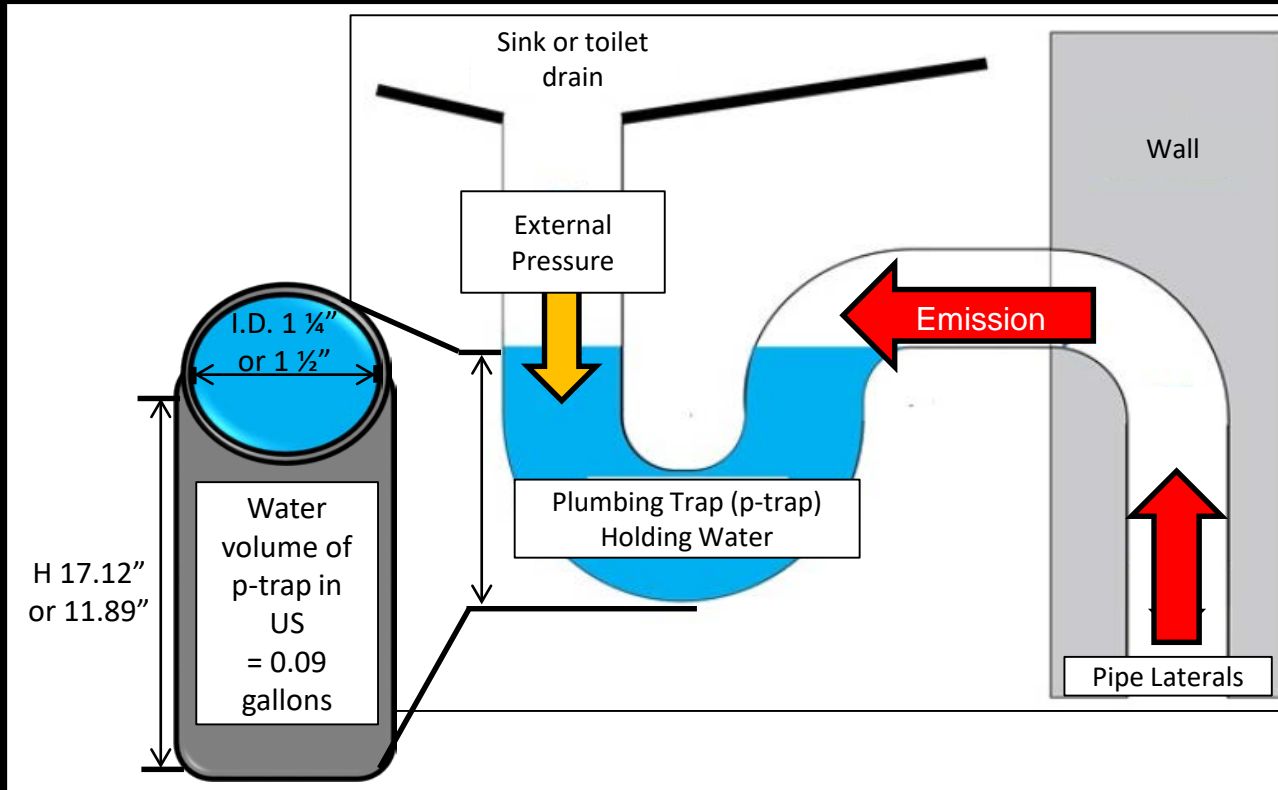 Sink or toilet
drain
Wall
External
Pressure
Emission
I.D. 1 ¼”
or 1 ½”
Plumbing Trap (p-trap)
Holding Water
Water
volume of
p-trap in
US
= 0.09
gallons
H 17.12”
or 11.89”
Pipe Laterals